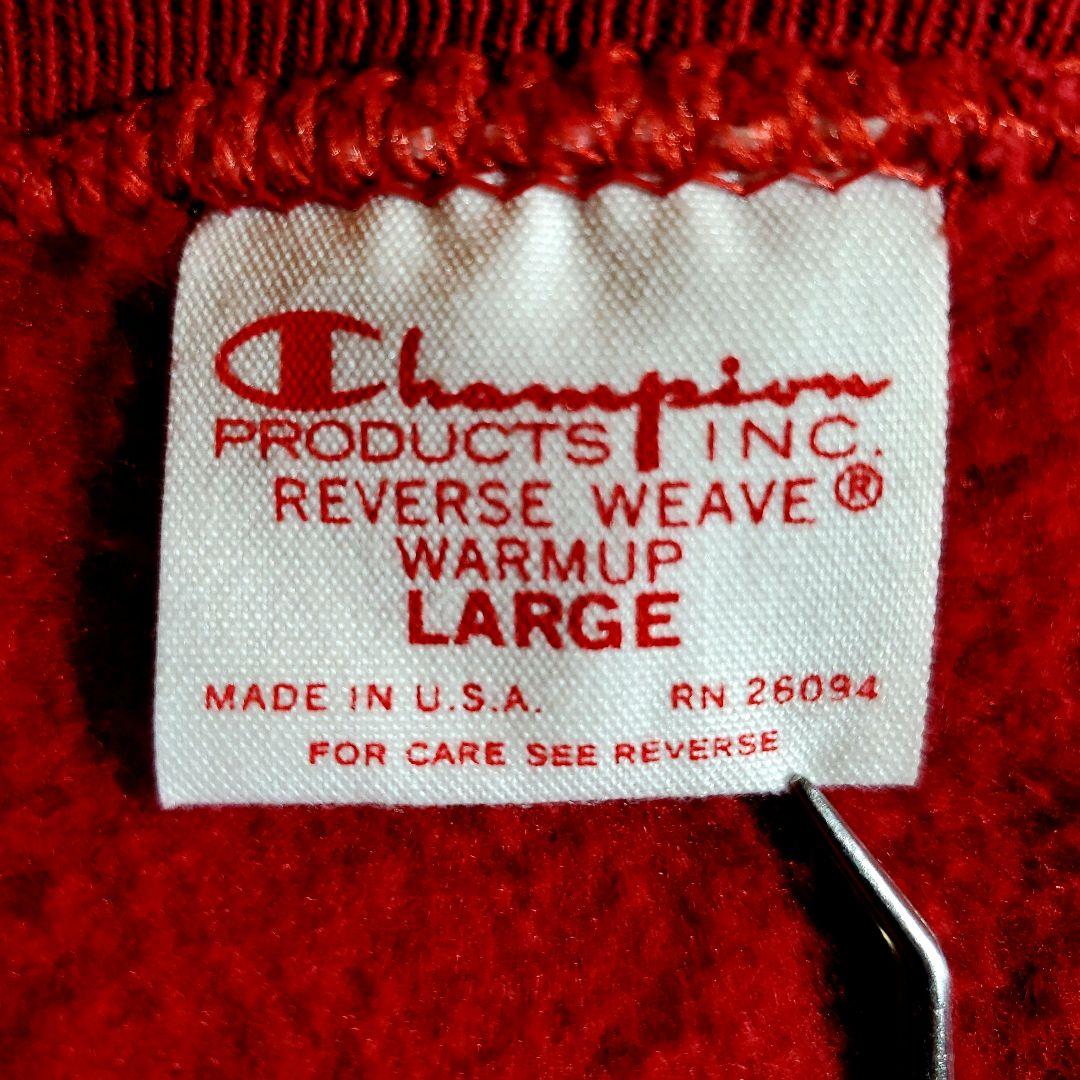 Champion
PRODUCTS INC.
REVERSE WEAVE®
WARMUP
LARGE
MADE IN U.S.A. RN 26094
FOR CARE SEE REVERSE